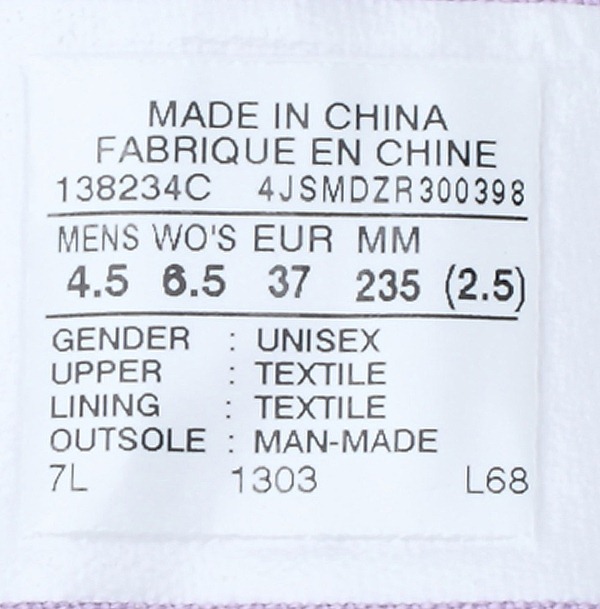 MADE IN CHINA
FABRIQUE EN CHINE
138234C 4JSMDZR300398
MENS WO'S EUR MM
4.5 6.5 37 235 (2.5)
GENDER : UNISEX
UPPER : TEXTILE
LINING : TEXTILE
OUTSOLE : MAN-MADE
7L 1303 L68